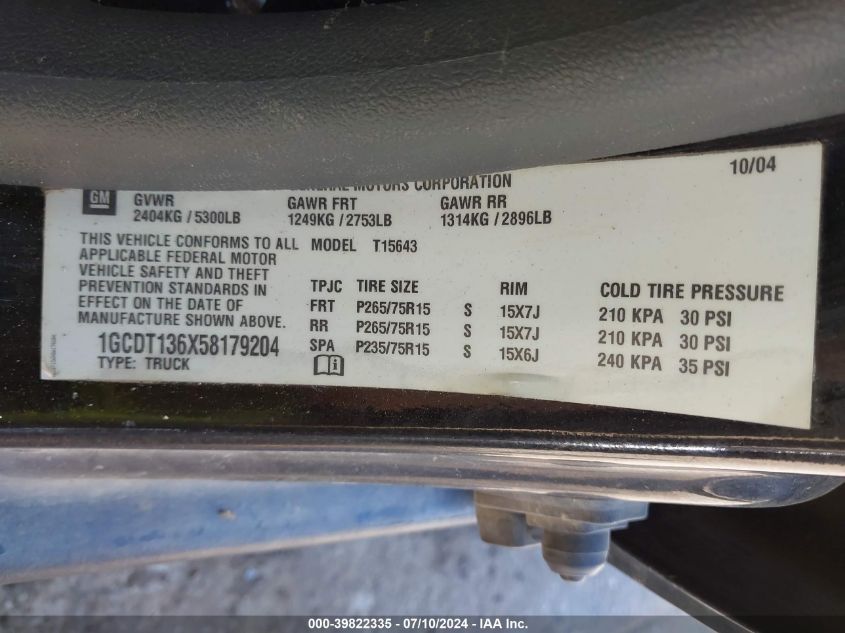 10/04
GENERAL MOTORS CORPORATION
GM
GVWR GAWR FRT GAWR RR
2404KG / 5300LB 1249KG / 2753LB 1314KG / 2896LB
THIS VEHICLE CONFORMS TO ALL MODEL T15643
APPLICABLE FEDERAL MOTOR
VEHICLE SAFETY AND THEFT
PREVENTION STANDARDS IN
EFFECT ON THE DATE OF
MANUFACTURE SHOWN ABOVE.
1GCDT136X58179204
TYPE: TRUCK
TPJC TIRE SIZE RIM COLD TIRE PRESSURE
FRT P265/75R15 S 15X7J 210 KPA 30 PSI
RR P265/75R15 S 15X7J 210 KPA 30 PSI
SPA P235/75R15 S 15X6J 240 KPA 35 PSI
000-39822335 - 07/10/2024 - IAA Inc.